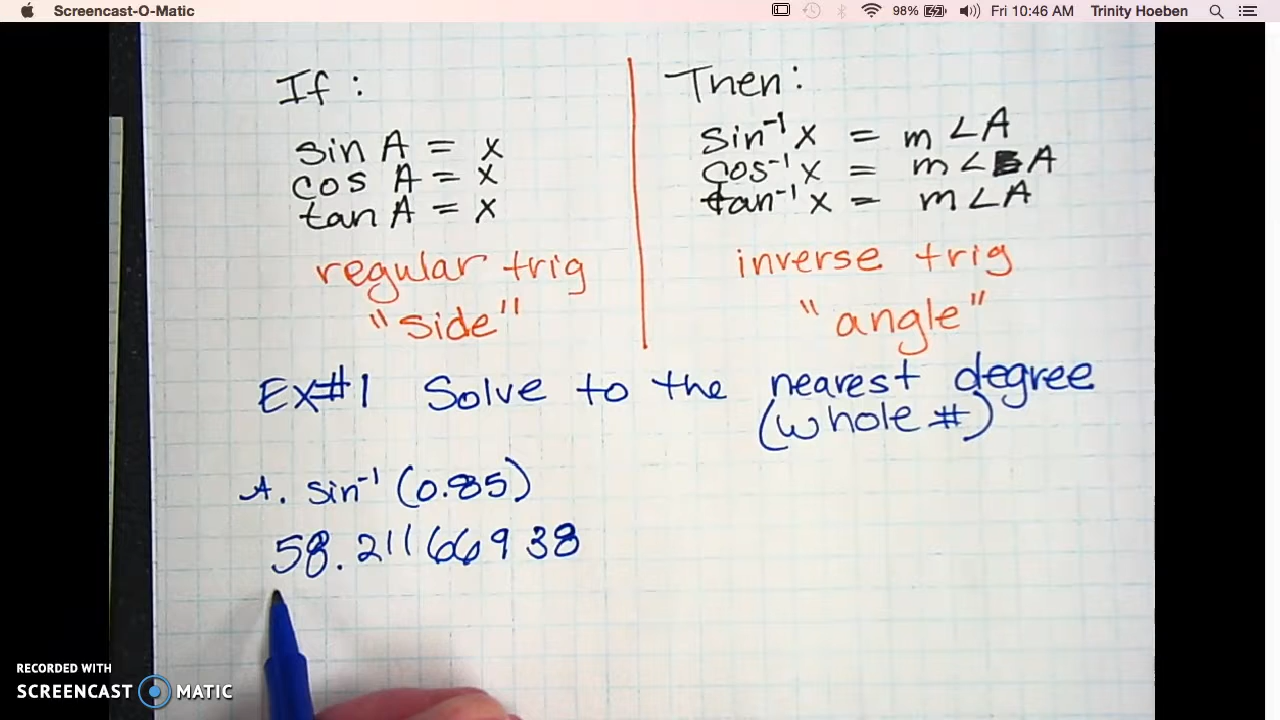 Screencast-O-Matic 98% Fri 10:46 AM Trinity Hoeben
If:
sin A = x
cos A = x
tan A = x
regular trig
"side"
Then:
sin⁻¹ x = m ∠A
cos⁻¹ x = m ∠A
tan⁻¹ x = m ∠A
inverse trig
"angle"
Ex#1 Solve to the nearest degree
(whole #)
A. sin⁻¹ (0.85)
58.21166938
RECORDED WITH
SCREENCAST MATIC